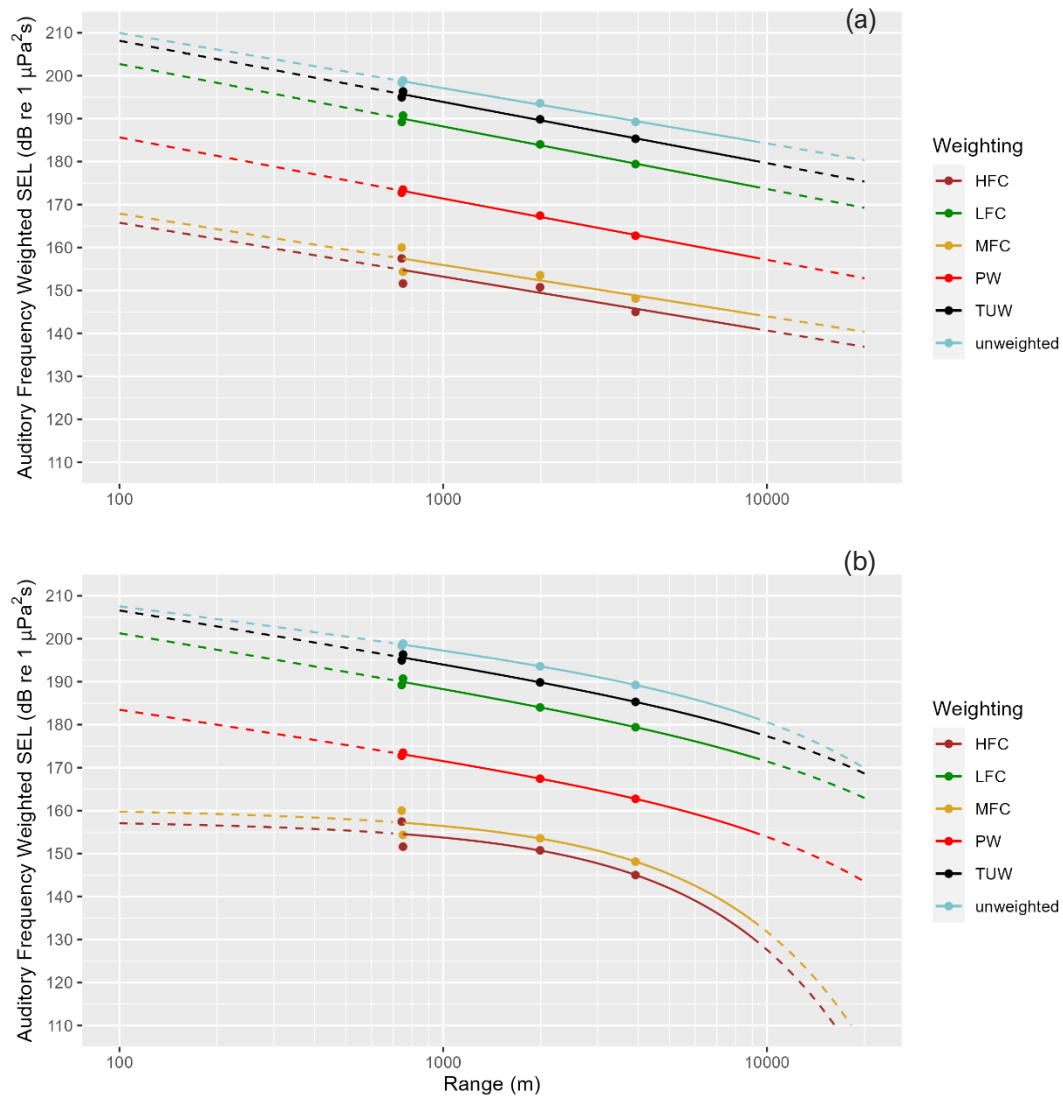 (a)
Auditory Frequency Weighted SEL (dB re 1 µPa²s)
210
200
190
180
170
160
150
140
130
120
110
100
1000
10000
Weighting
HFC
LFC
MFC
PW
TUW
unweighted
(b)
Auditory Frequency Weighted SEL (dB re 1 µPa²s)
210
200
190
180
170
160
150
140
130
120
110
100
1000
10000
Range (m)
Weighting
HFC
LFC
MFC
PW
TUW
unweighted